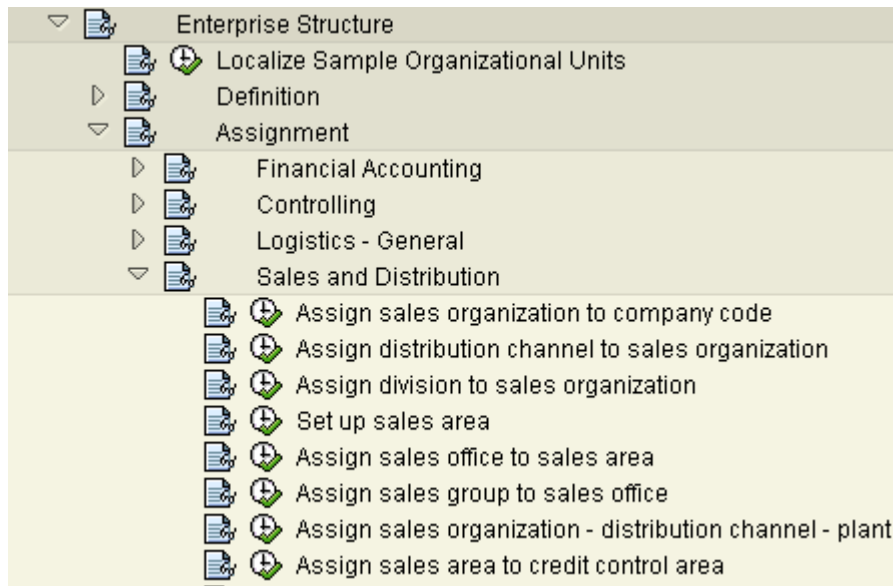 Enterprise Structure
Localize Sample Organizational Units
Definition
Assignment
Financial Accounting
Controlling
Logistics - General
Sales and Distribution
Assign sales organization to company code
Assign distribution channel to sales organization
Assign division to sales organization
Set up sales area
Assign sales office to sales area
Assign sales group to sales office
Assign sales organization - distribution channel - plant
Assign sales area to credit control area